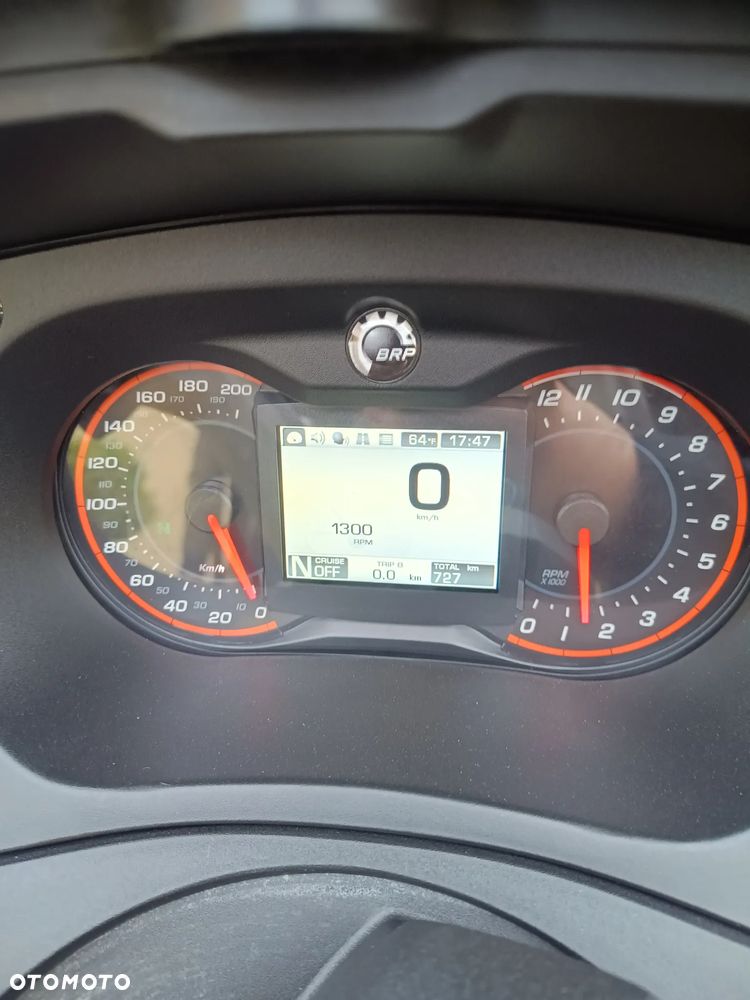 BRP
200
190
180
170
160
140
130
120
110
100
90
80
70
60
50
40
30
20
10
0
Km/h
64°F 17:47
0
km/h
1300
RPM
N CRUISE OFF
TRIP
0.0 km
TOTAL km
727
12 11 10 9 8 7 6 5 4 3 2 1 0
RPM
X 1000
OTOMOTO